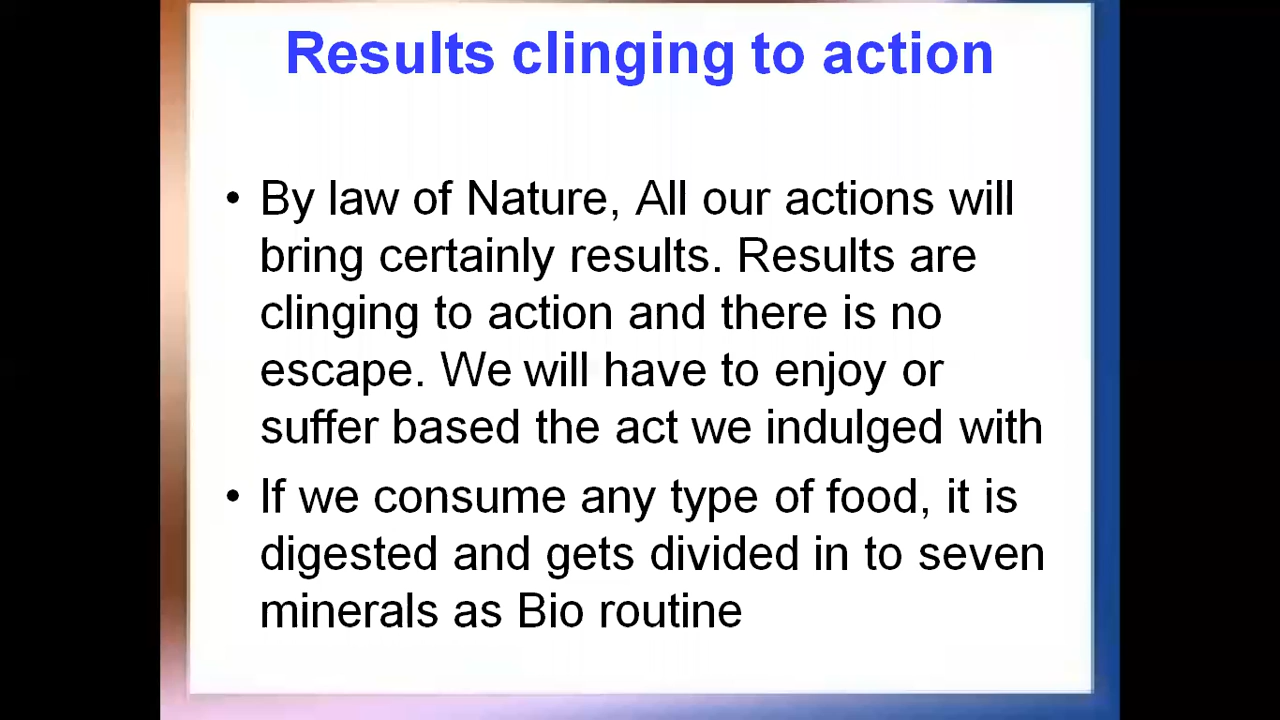 Results clinging to action
• By law of Nature, All our actions will
bring certainly results. Results are
clinging to action and there is no
escape. We will have to enjoy or
suffer based the act we indulged with
• If we consume any type of food, it is
digested and gets divided in to seven
minerals as Bio routine